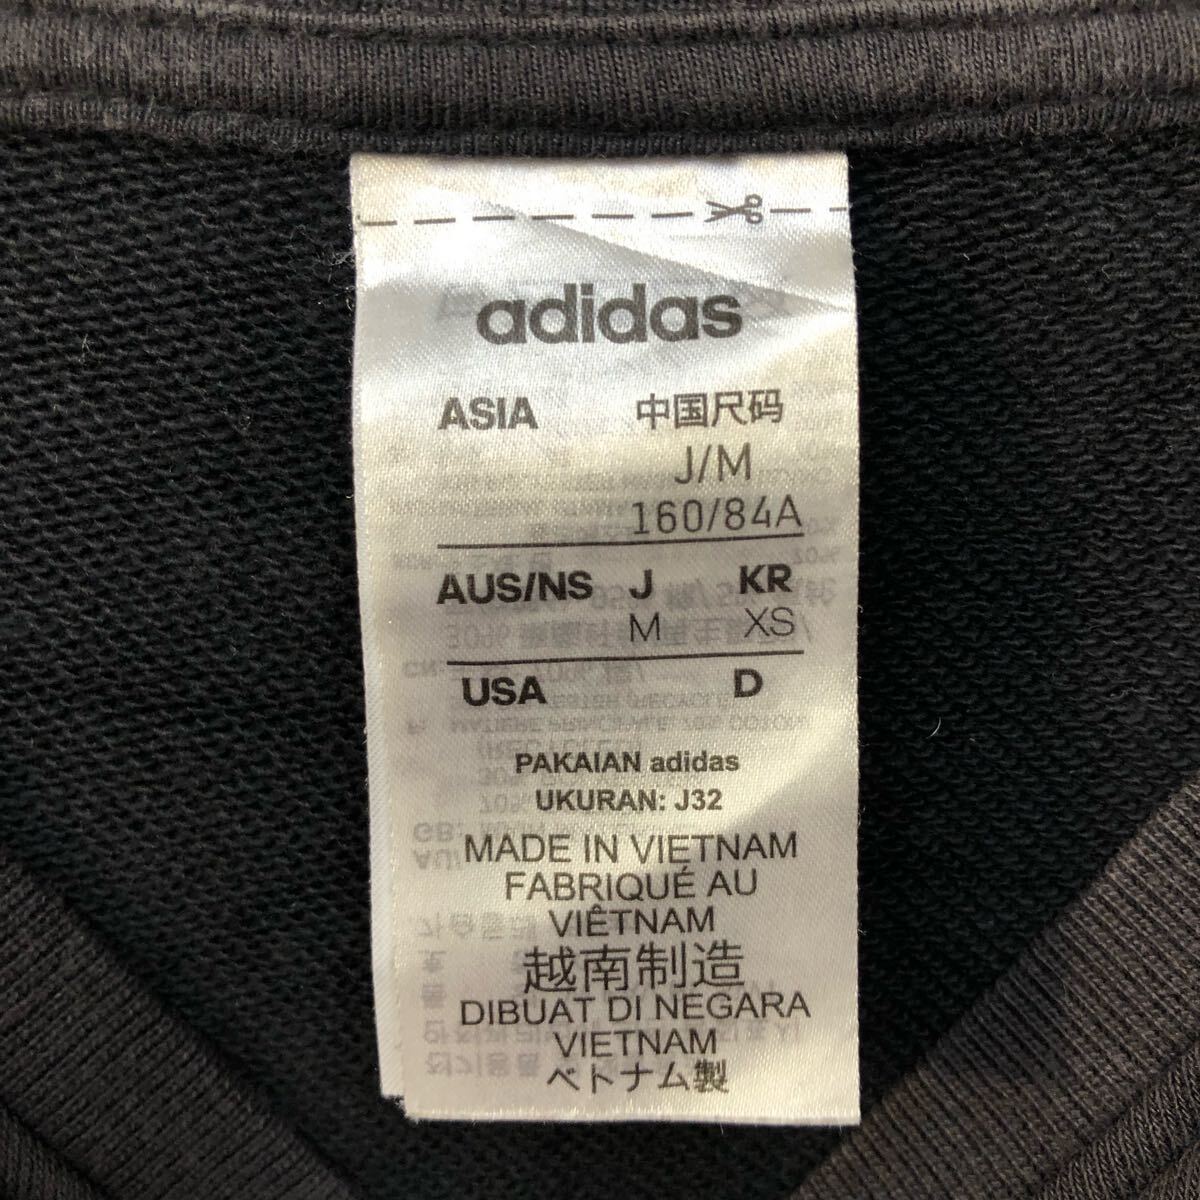 adidas
ASIA 中国尺码
J/M
160/84A
AUS/NS J KR
M XS
USA D
PAKAIAN adidas
UKURAN: J32
MADE IN VIETNAM
FABRIQUÉ AU
VIÊTNAM
越南制造
DIBUAT DI NEGARA
VIETNAM
ベトナム製